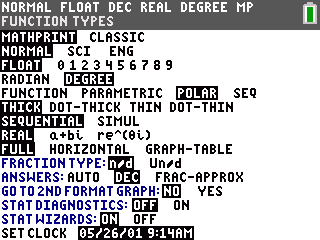 NORMAL FLOAT DEC REAL DEGREE MP
FUNCTION TYPES
MATHPRINT CLASSIC
NORMAL SCI ENG
FLOAT 0 1 2 3 4 5 6 7 8 9
RADIAN DEGREE
FUNCTION PARAMETRIC POLAR SEQ
THICK DOT-THICK THIN DOT-THIN
SEQUENTIAL SIMUL
REAL a+bi re^(θi)
FULL HORIZONTAL GRAPH-TABLE
FRACTION TYPE: n/d Un/d
ANSWERS: AUTO DEC FRAC-APPROX
GO TO 2ND FORMAT GRAPH: NO YES
STAT DIAGNOSTICS: OFF ON
STAT WIZARDS: ON OFF
SET CLOCK 05/26/01 9:14AM